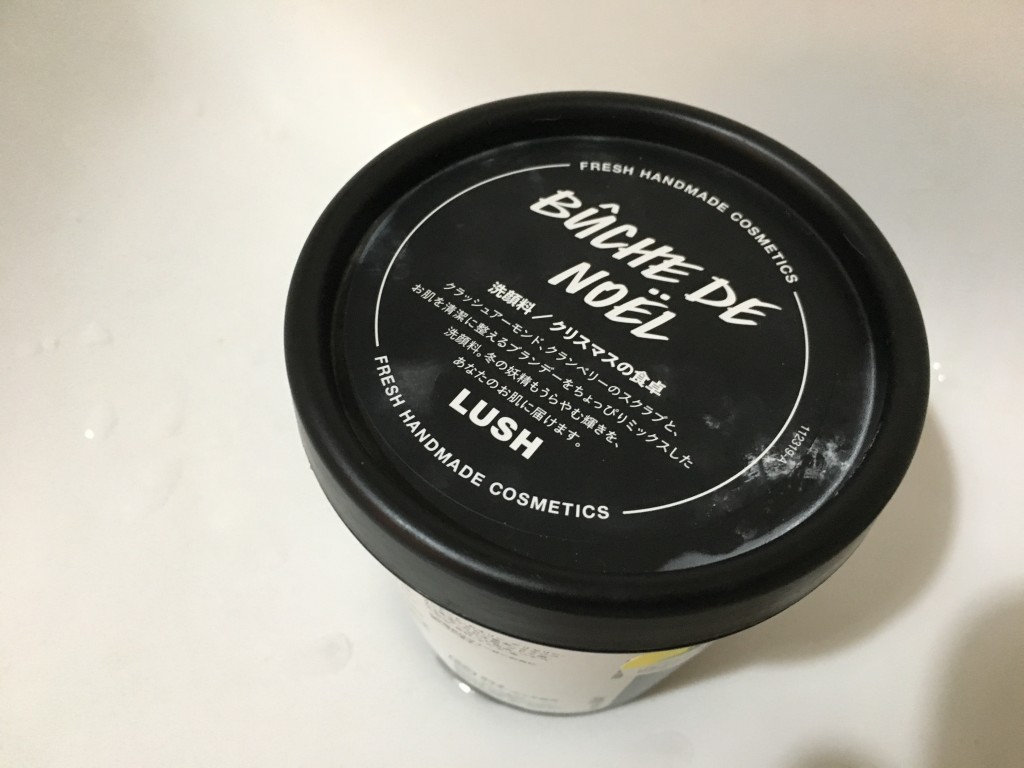 FRESH HANDMADE COSMETICS
BÛCHE DE
NOËL
洗顔料/クリスマスの食卓
クラッシュアーモンド、クランベリーのスクラブと、
お肌を清潔に整えるブランデーをちょっぴりミックスした
洗顔料。冬の妖精もうらやむ輝きを、
あなたのお肌に届けます。
LUSH
FRESH HANDMADE COSMETICS
112319-A